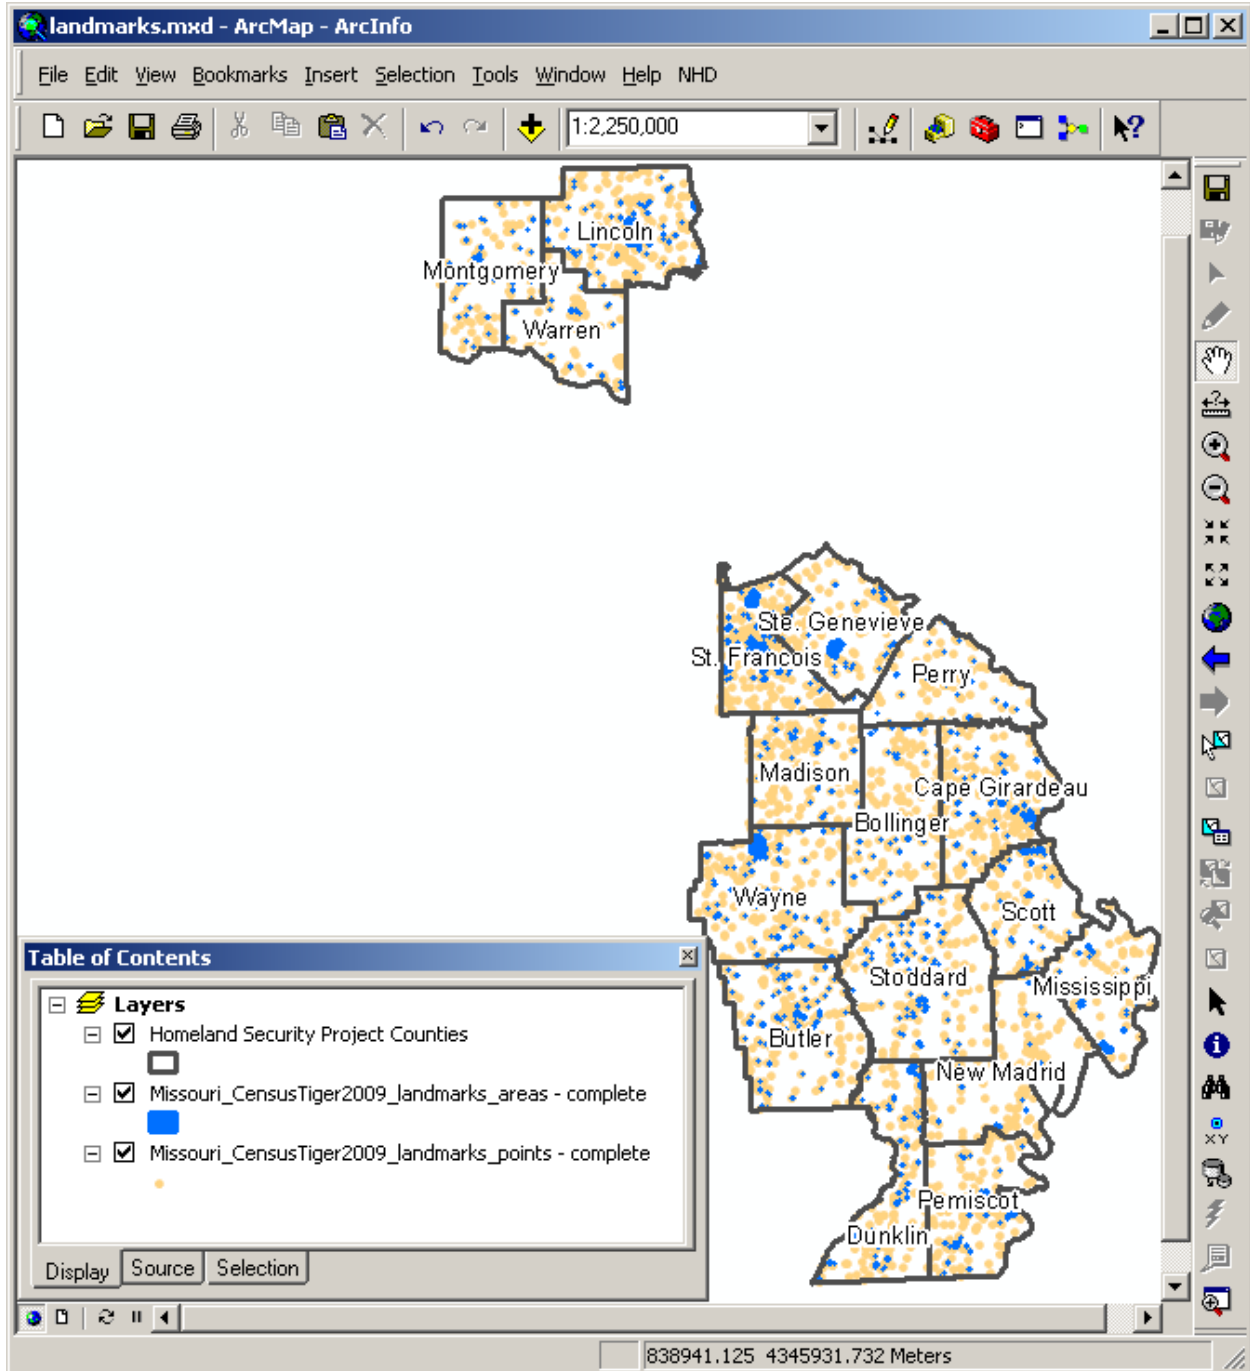 landmarks.mxd - ArcMap - ArcInfo
File Edit View Bookmarks Insert Selection Tools Window Help NHD
1:2,250,000
Lincoln
Montgomery
Warren
Ste. Genevieve
St. Francois
Perry
Madison
Cape Girardeau
Bollinger
Wayne
Scott
Stoddard
Mississippi
Butler
New Madrid
Pemiscot
Dunklin
Table of Contents
Layers
Homeland Security Project Counties
Missouri_CensusTiger2009_landmarks_areas - complete
Missouri_CensusTiger2009_landmarks_points - complete
Display Source Selection
XY
838941.125 4345931.732 Meters